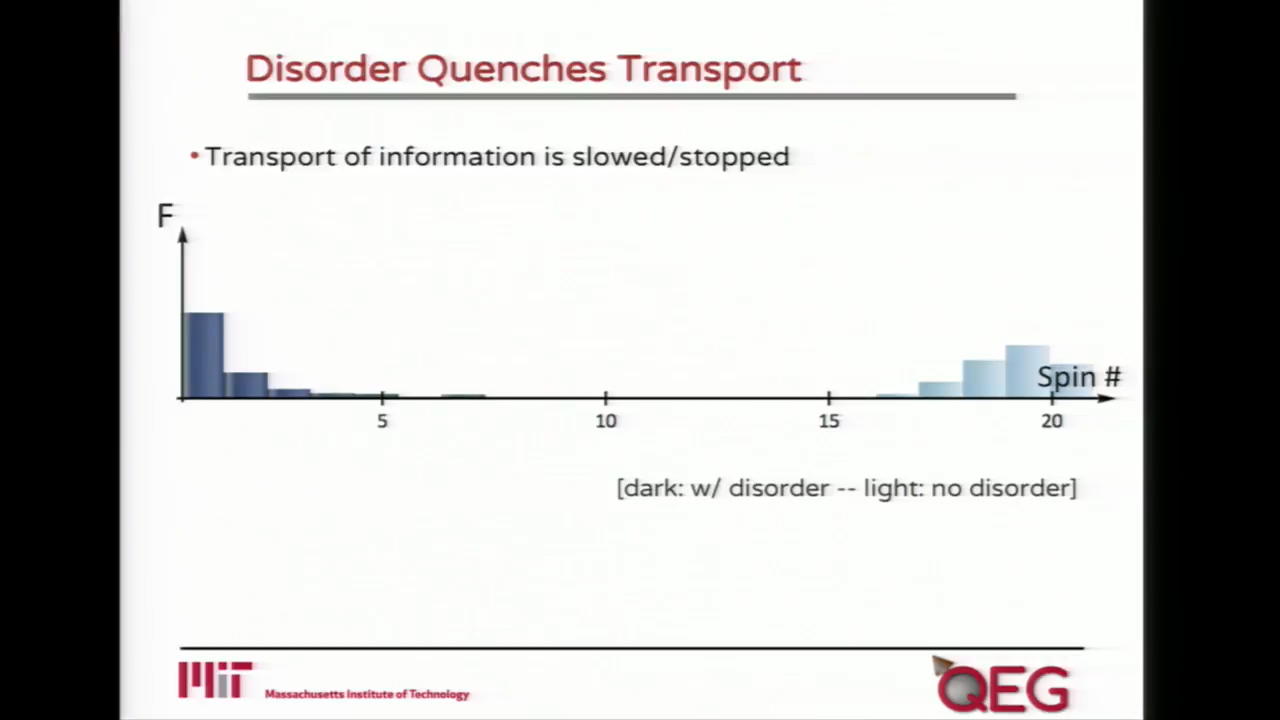 Disorder Quenches Transport
• Transport of information is slowed/stopped
F
Spin #
5 10 15 20
[dark: w/ disorder -- light: no disorder]
MIT Massachusetts Institute of Technology
QEG